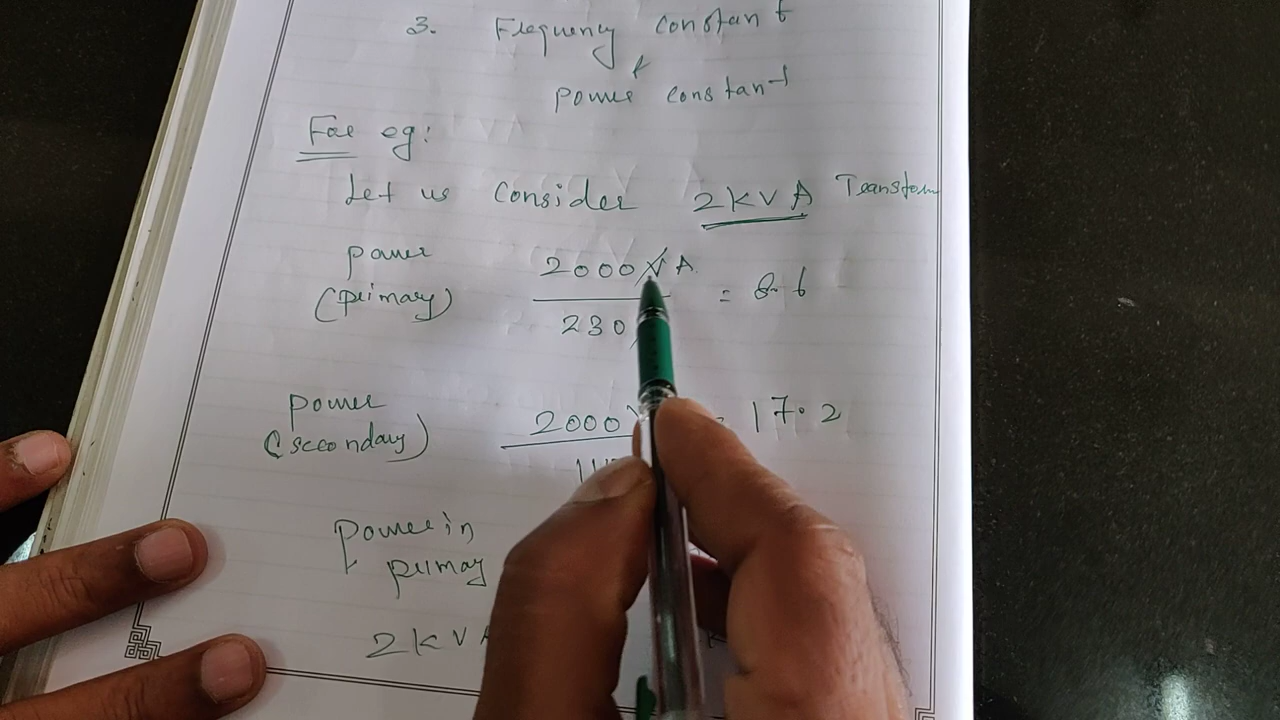 3. Frequency constant
&
power constant
For eg:
Let us consider 2KVA Transform
power
(primary)
2000VA
230
= 8.6
power
(secondary)
2000
= 17.2
power in
primary
2KVA